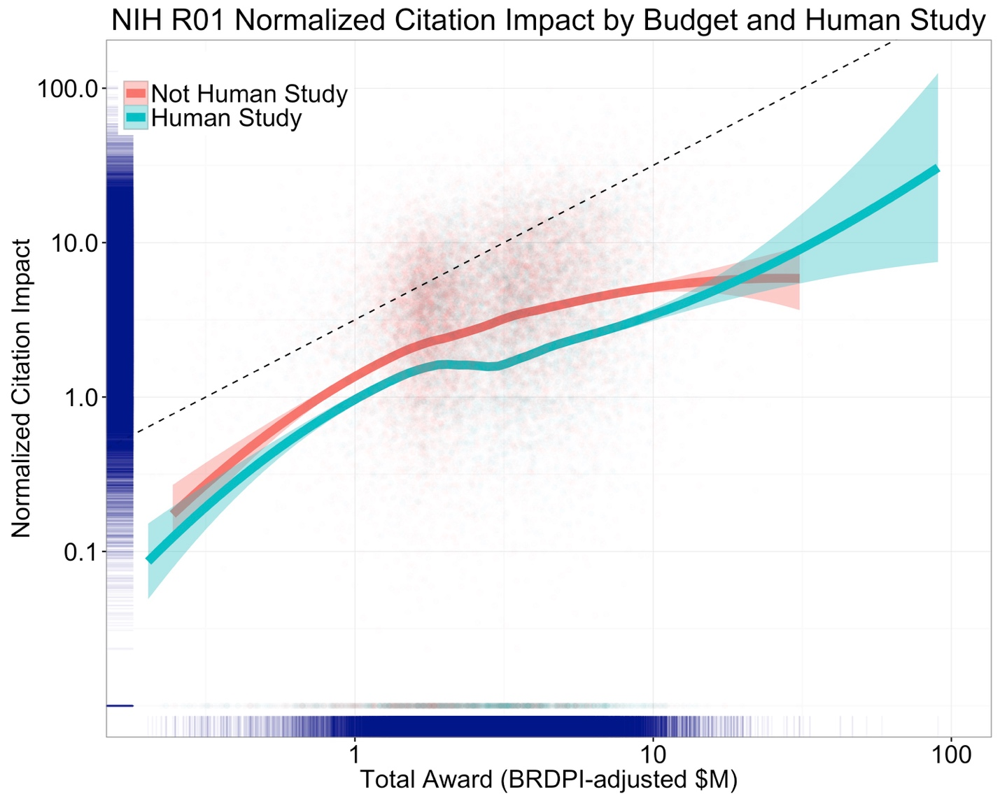 NIH R01 Normalized Citation Impact by Budget and Human Study
Not Human Study
Human Study
Normalized Citation Impact
100.0
10.0
1.0
0.1
1
10
100
Total Award (BRDPI-adjusted $M)